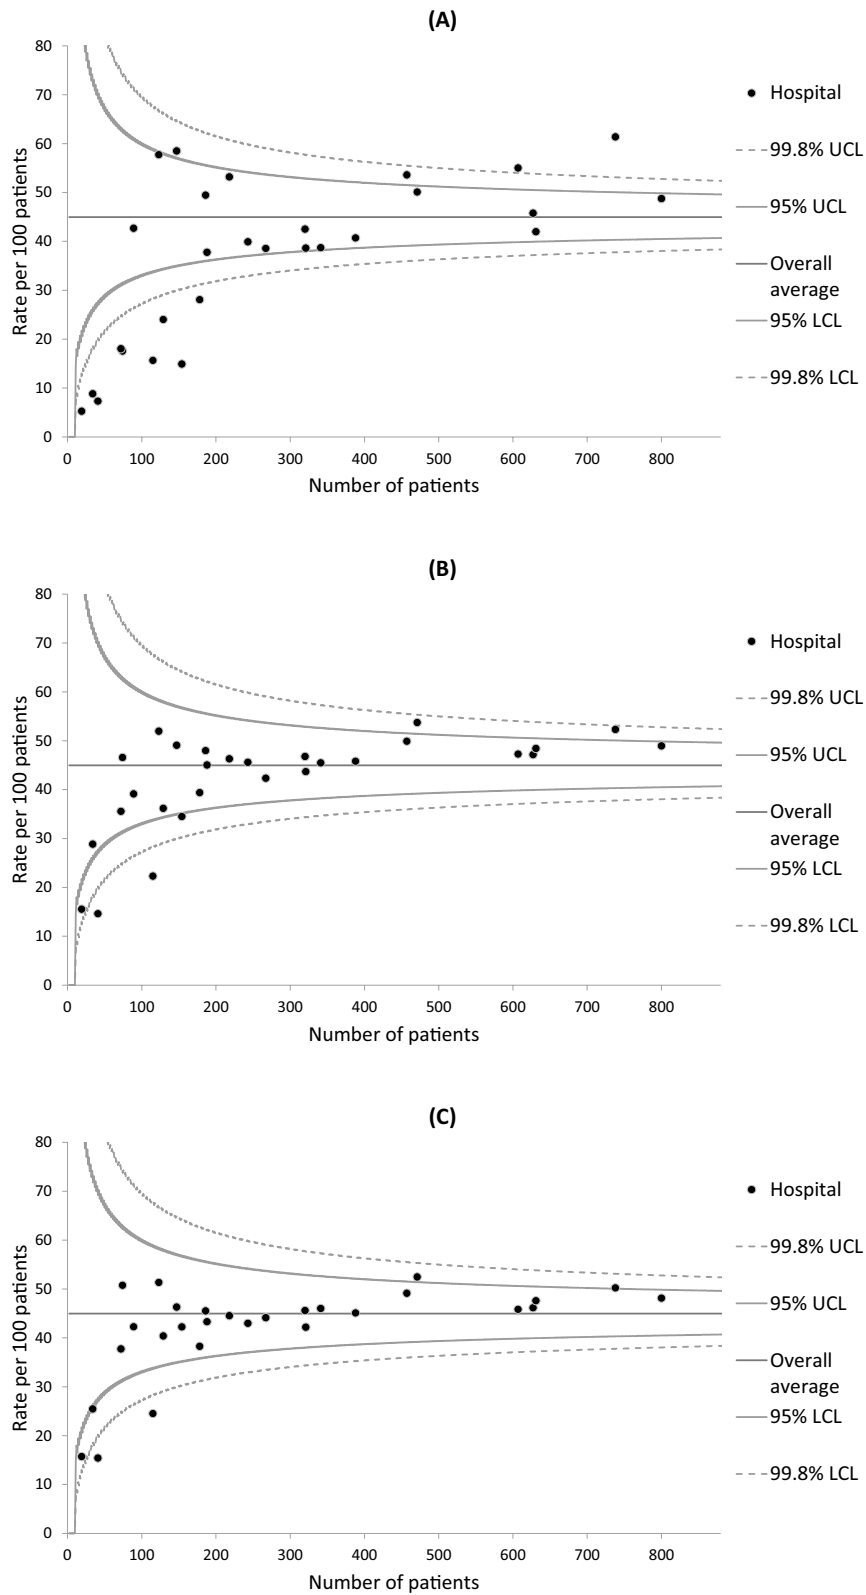 (A)
80
70
60
50
40
30
20
10
0
Rate per 100 patients
0 100 200 300 400 500 600 700 800
Number of patients
Hospital
99.8% UCL
95% UCL
Overall
average
95% LCL
99.8% LCL
(B)
80
70
60
50
40
30
20
10
0
Rate per 100 patients
0 100 200 300 400 500 600 700 800
Number of patients
Hospital
99.8% UCL
95% UCL
Overall
average
95% LCL
99.8% LCL
(C)
80
70
60
50
40
30
20
10
0
Rate per 100 patients
0 100 200 300 400 500 600 700 800
Number of patients
Hospital
99.8% UCL
95% UCL
Overall
average
95% LCL
99.8% LCL